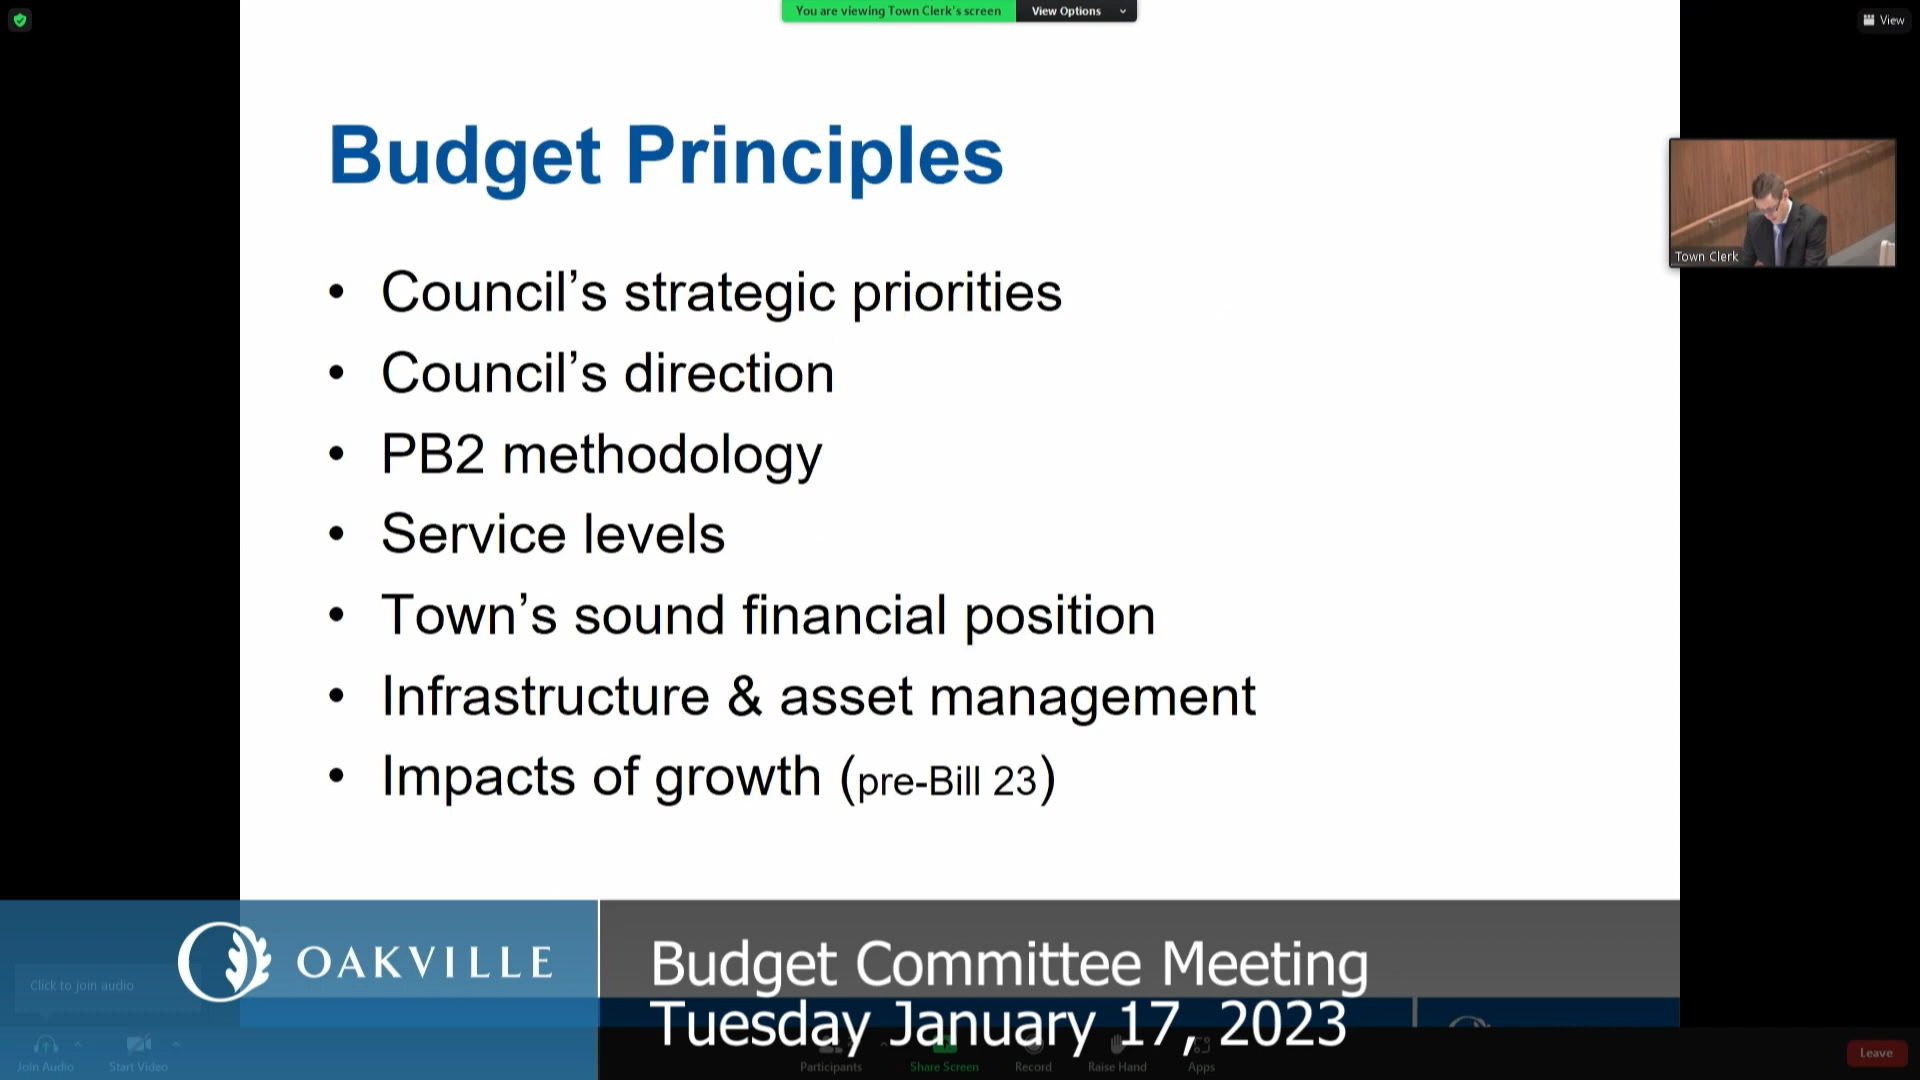 You are viewing Town Clerk's screen
View Options
View
Budget Principles
• Council’s strategic priorities
• Council’s direction
• PB2 methodology
• Service levels
• Town’s sound financial position
• Infrastructure & asset management
• Impacts of growth (pre-Bill 23)
Town Clerk
OAKVILLE
Budget Committee Meeting
Tuesday January 17, 2023
Click to join audio
Join Audio
Start Video
Participants
Share Screen
Record
Raise Hand
Apps
Leave